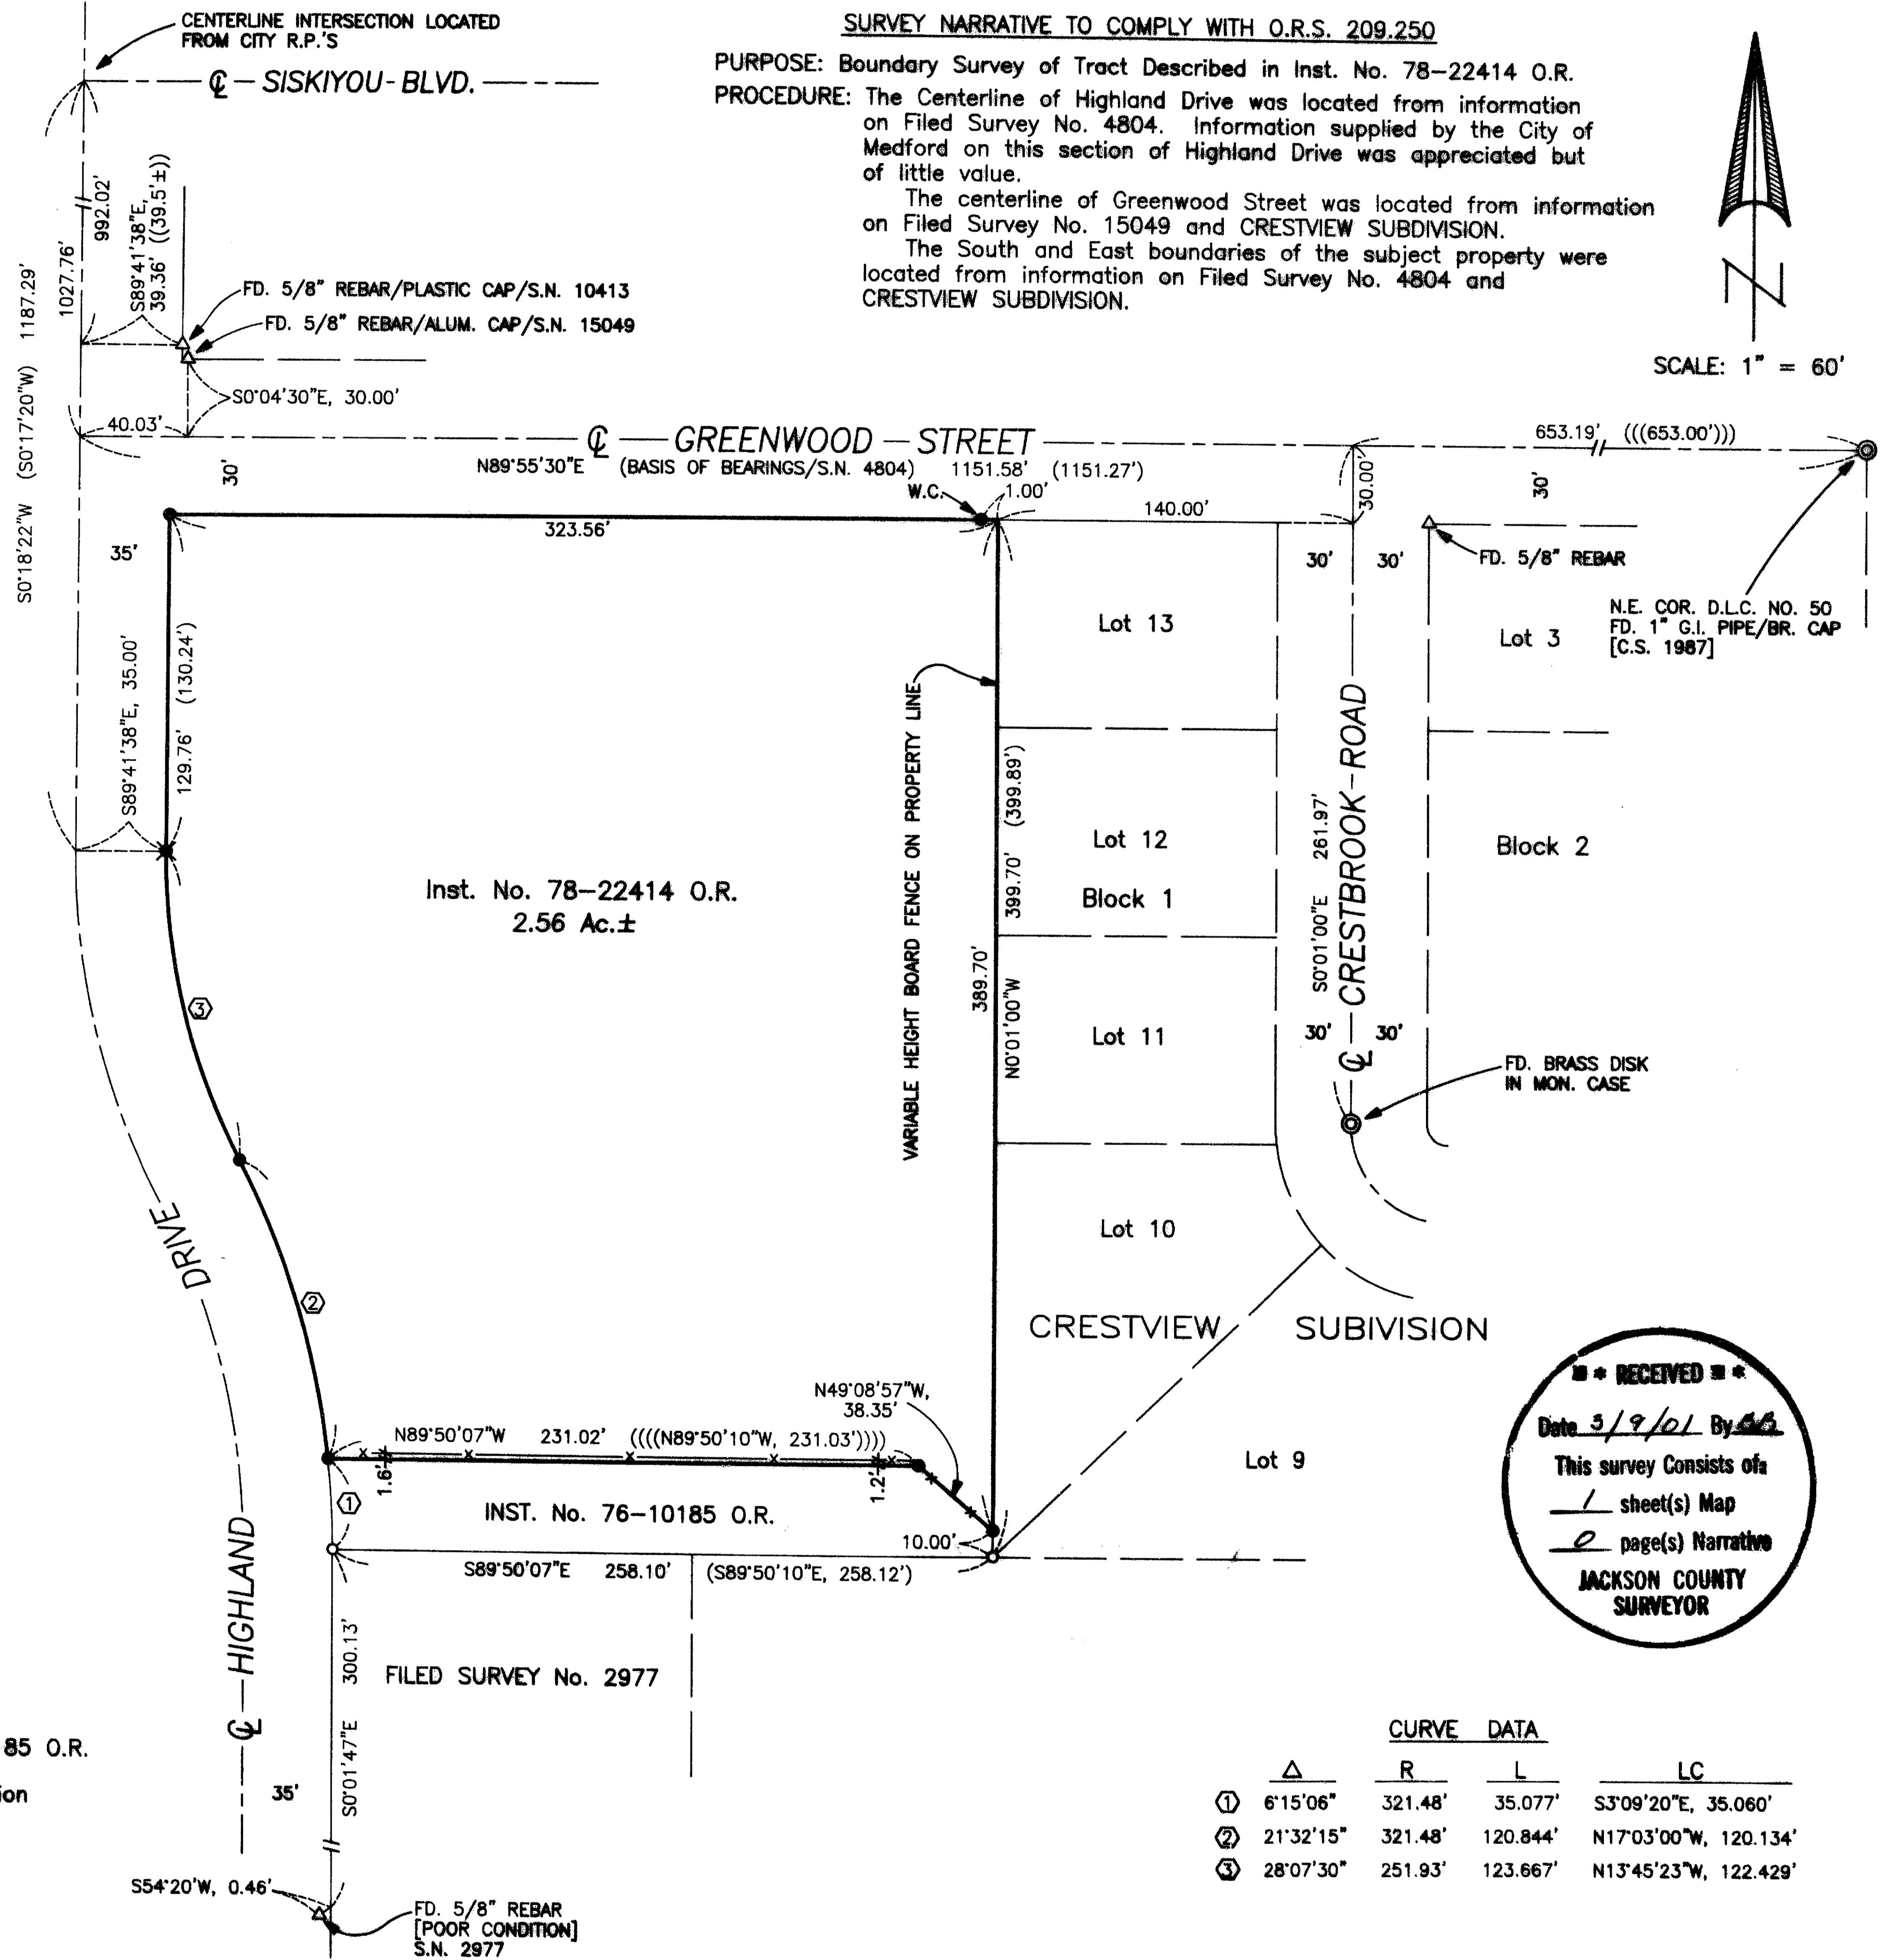 CENTERLINE INTERSECTION LOCATED
FROM CITY R.P.'S
℄ SISKIYOU BLVD.
SURVEY NARRATIVE TO COMPLY WITH O.R.S. 209.250
PURPOSE: Boundary Survey of Tract Described in Inst. No. 78-22414 O.R.
PROCEDURE: The Centerline of Highland Drive was located from information
on Filed Survey No. 4804. Information supplied by the City of
Medford on this section of Highland Drive was appreciated but
of little value.
The centerline of Greenwood Street was located from information
on Filed Survey No. 15049 and CRESTVIEW SUBDIVISION.
The South and East boundaries of the subject property were
located from information on Filed Survey No. 4804 and
CRESTVIEW SUBDIVISION.
N
SCALE: 1" = 60'
S0°18'22"W (S0°17'20"W) 1187.29'
1027.76'
992.02'
S89°41'38"E,
39.36' ((39.5'±))
FD. 5/8" REBAR/PLASTIC CAP/S.N. 10413
FD. 5/8" REBAR/ALUM. CAP/S.N. 15049
S0°04'30"E, 30.00'
40.03'
℄ GREENWOOD STREET
653.19' (((653.00')))
30'
N89°55'30"E (BASIS OF BEARINGS/S.N. 4804) 1151.58' (1151.27')
W.C.
1.00'
30.00
30'
323.56'
140.00'
35'
30'
30'
FD. 5/8" REBAR
N.E. COR. D.L.C. NO. 50
FD. 1" G.I. PIPE/BR. CAP
[C.S. 1987]
Lot 13
Lot 3
S89°41'38"E, 35.00'
129.76' (130.24')
VARIABLE HEIGHT BOARD FENCE ON PROPERTY LINE
389.70'
N0°01'00"W 399.70' (399.89')
S0°01'00"E 261.97'
℄ CRESTBROOK ROAD
Lot 12
Block 1
Block 2
Inst. No. 78-22414 O.R.
2.56 Ac.±
3
Lot 11
30'
30'
FD. BRASS DISK
IN MON. CASE
Lot 10
2
CRESTVIEW SUBIVISION
N49°08'57"W,
38.35'
N89°50'07"W 231.02' ((((N89°50'10"W, 231.03'))))
1.6'
1.2'
Lot 9
1
INST. No. 76-10185 O.R.
10.00'
S89°50'07"E 258.10' (S89°50'10"E, 258.12')
℄ HIGHLAND DRIVE
S0°01'47"E 300.13'
FILED SURVEY No. 2977
85 O.R.
ion
35'
S54°20'W, 0.46'
FD. 5/8" REBAR
[POOR CONDITION]
S.N. 2977
* RECEIVED *
Date 3/9/01 By
This survey Consists of:
1 sheet(s) Map
0 page(s) Narrative
JACKSON COUNTY
SURVEYOR
CURVE DATA
Δ R L LC
1 6°15'06" 321.48' 35.077' S3°09'20"E, 35.060'
2 21°32'15" 321.48' 120.844' N17°03'00"W, 120.134'
3 28°07'30" 251.93' 123.667' N13°45'23"W, 122.429'